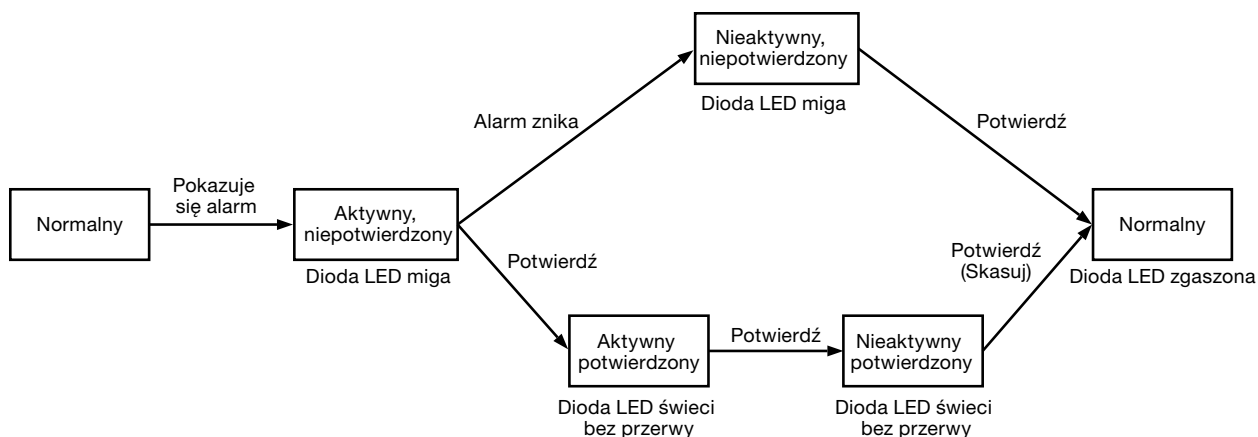 Normalny
Pokazuje
się alarm
Aktywny,
niepotwierdzony
Dioda LED miga
Alarm znika
Nieaktywny,
niepotwierdzony
Dioda LED miga
Potwierdź
Potwierdź
Aktywny
potwierdzony
Dioda LED świeci
bez przerwy
Potwierdź
Nieaktywny
potwierdzony
Dioda LED świeci
bez przerwy
Potwierdź
(Skasuj)
Normalny
Dioda LED zgaszona